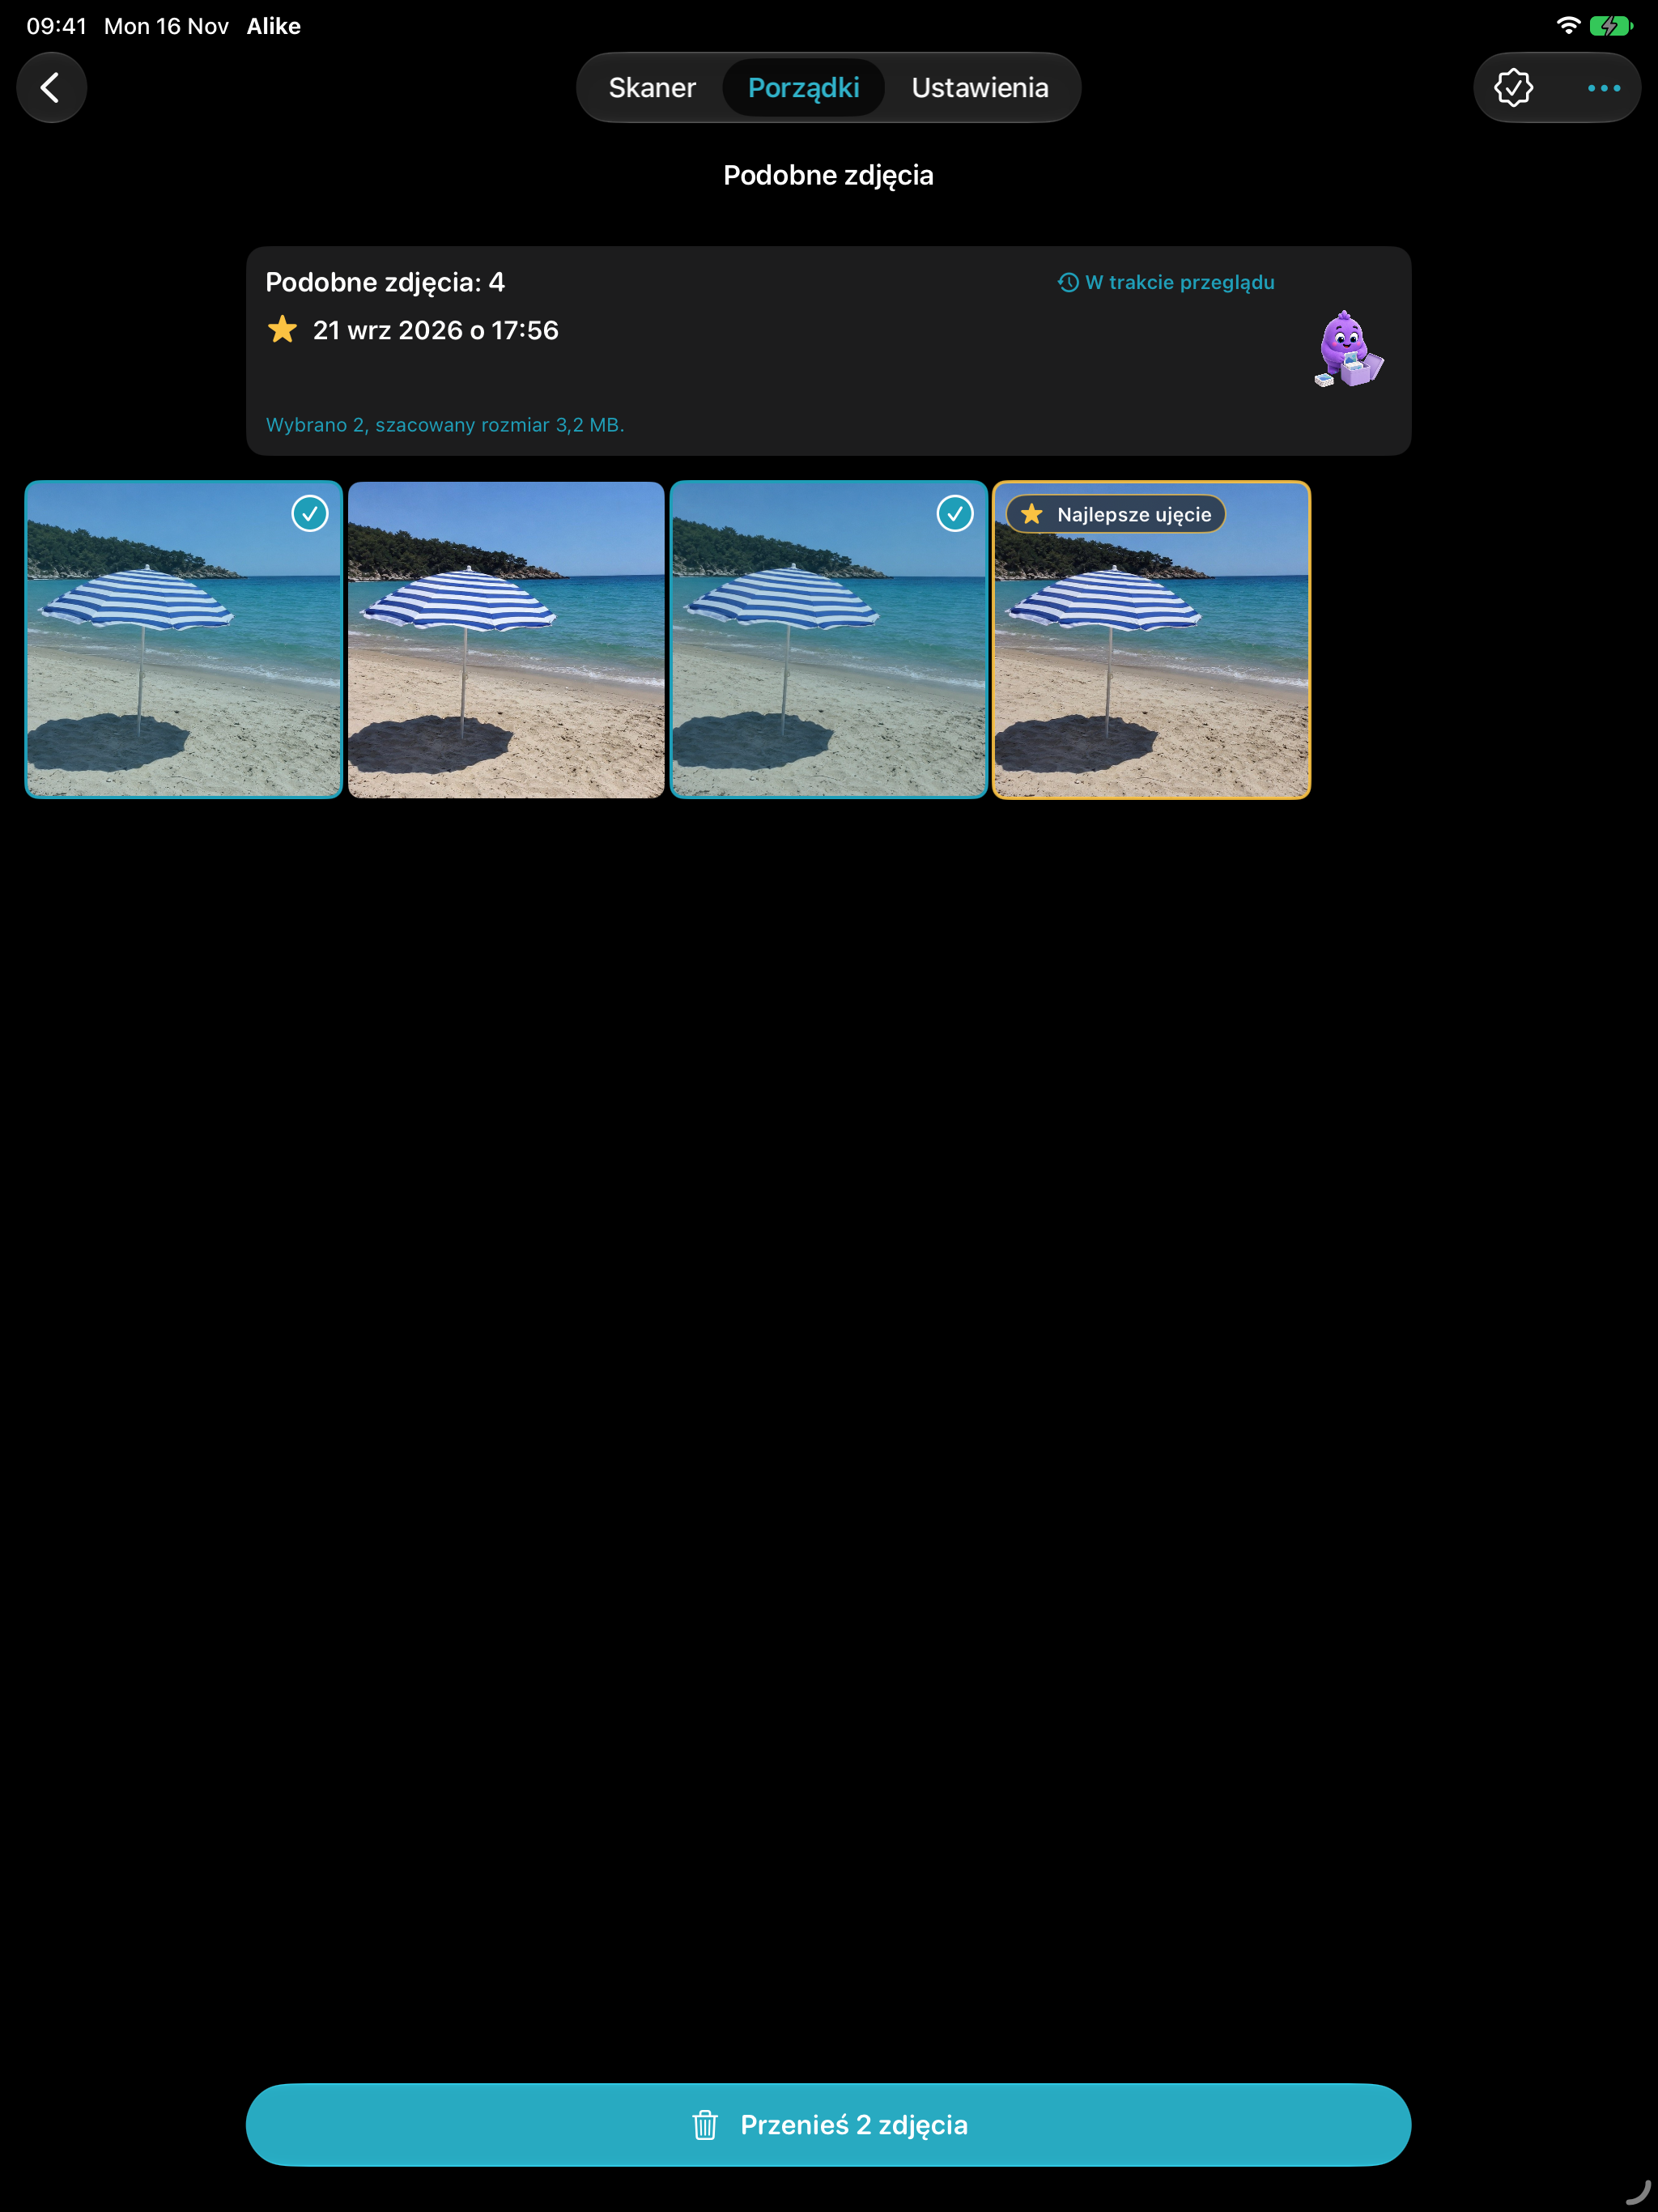 09:41 Mon 16 Nov Alike
Skaner Porządki Ustawienia
Podobne zdjęcia
Podobne zdjęcia: 4
W trakcie przeglądu
21 wrz 2026 o 17:56
Wybrano 2, szacowany rozmiar 3,2 MB.
Najlepsze ujęcie
Przenieś 2 zdjęcia